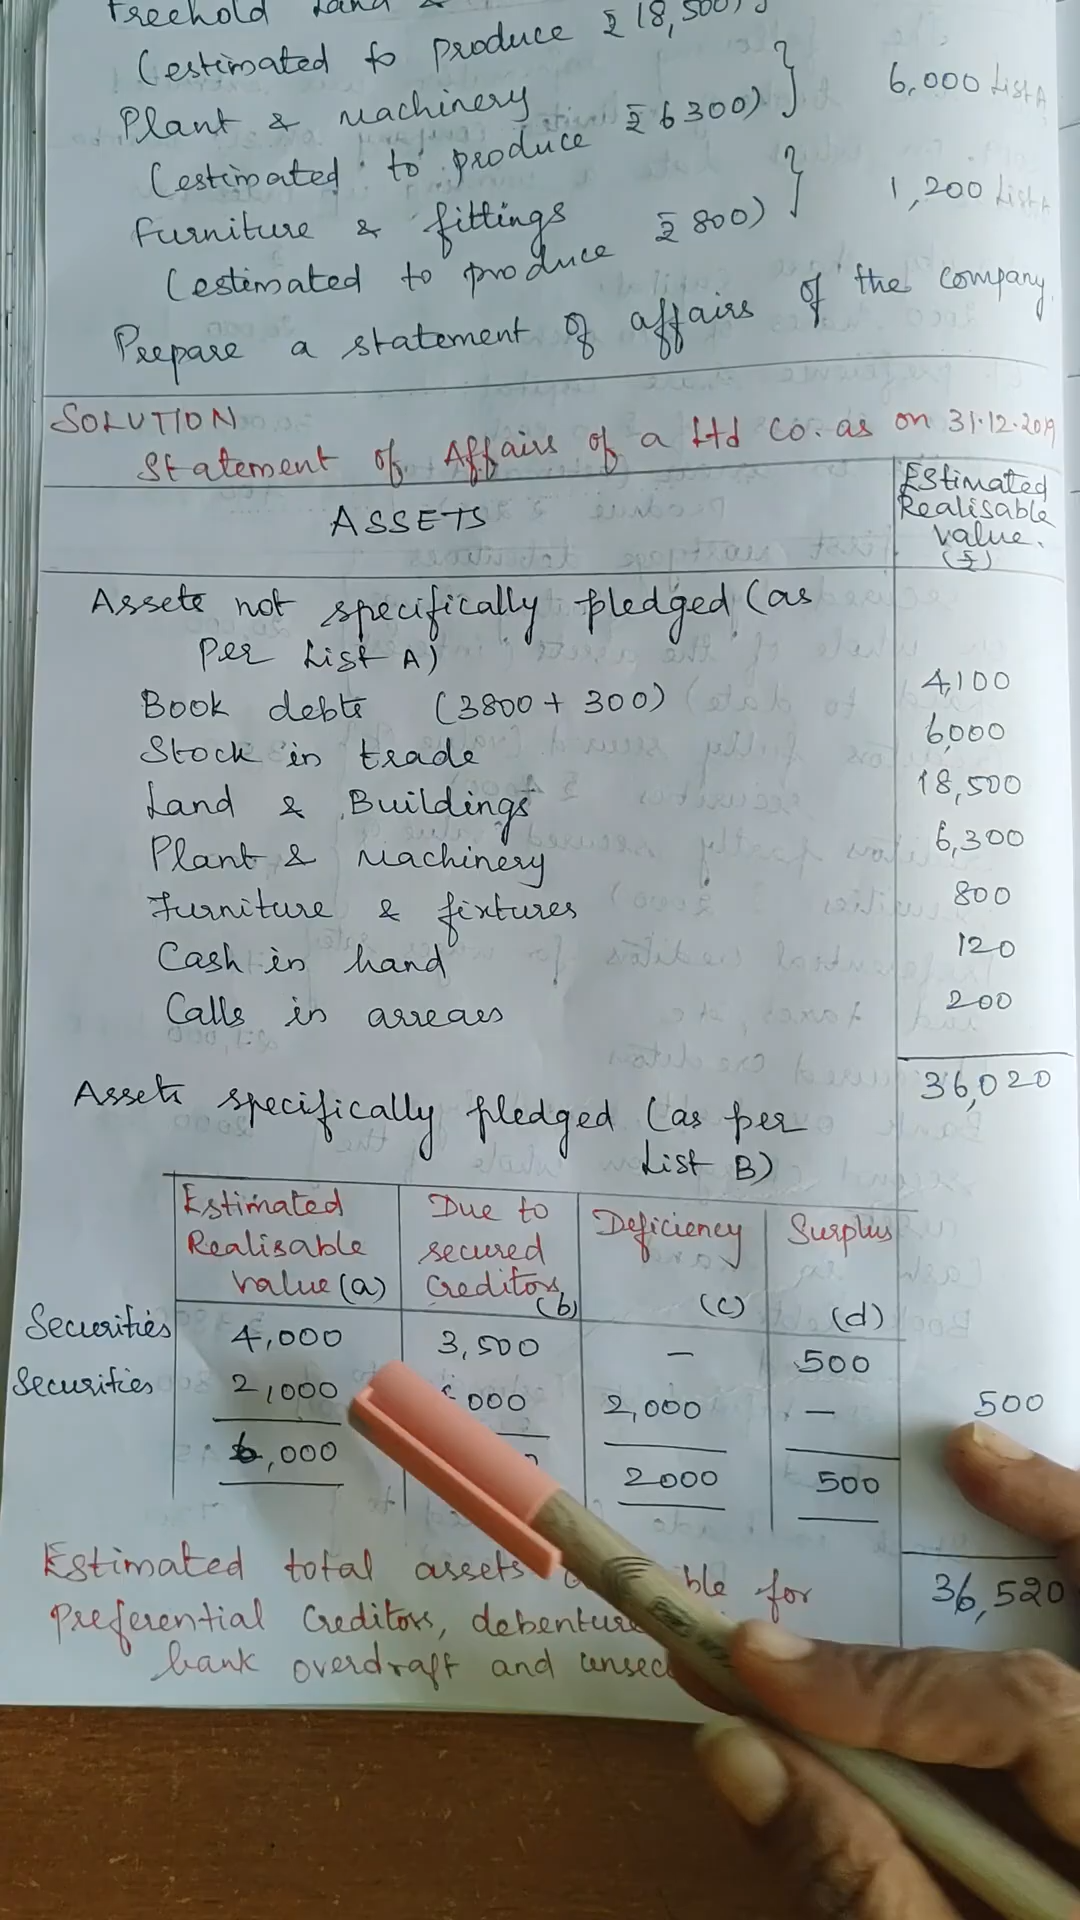 Freehold Land &
(estimated to produce ₹ 18,500)
Plant & Machinery } 6,000 List A
(estimated to produce ₹ 6300)
Furniture & fittings } 1,200 List A
(estimated to produce ₹ 800)
Prepare a statement of affairs of the company.
SOLUTION
Statement of Affairs of a Ltd Co. as on 31.12.2019
ASSETS
Estimated
Realisable
value.
(₹)
Assets not specifically pledged (as
per List A)
Book debts (3800 + 300) 4,100
Stock in trade 6,000
Land & Buildings 18,500
Plant & Machinery 6,300
Furniture & fixtures 800
Cash in hand 120
Calls in arrears 200
36,020
Assets specifically pledged (as per
List B)
Estimated Realisable value (a)
Due to secured Creditors (b)
Deficiency (c)
Surplus (d)
Securities 4,000 3,500 – 500
Securities 2,000 000 2,000 – 500
6,000 2000 500
Estimated total assets for 36,520
preferential Creditors, debenture
bank overdraft and